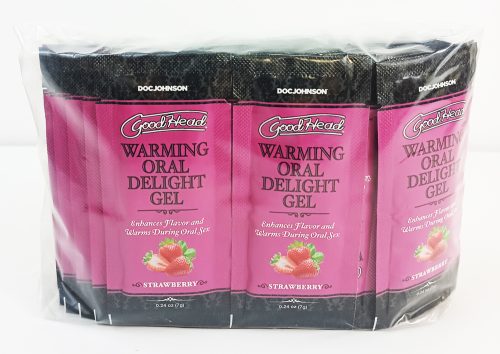 DOCJOHNSON
GoodHead
WARMING
ORAL
DELIGHT
GEL
Enhances Flavor and
Warms During Oral Sex
STRAWBERRY
0.24 oz (7g)
DOCJOHNSON
GoodHead
WARMING
ORAL
DELIGHT
GEL
Enhances Flavor and
Warms During Oral Sex
STRAWBERRY
0.24 oz (7g)
DOCJOHNSON
GoodHead
WARMING
ORAL
DELIGHT
GEL
Enhances Flavor and
Warms During Oral
STRAWBERRY